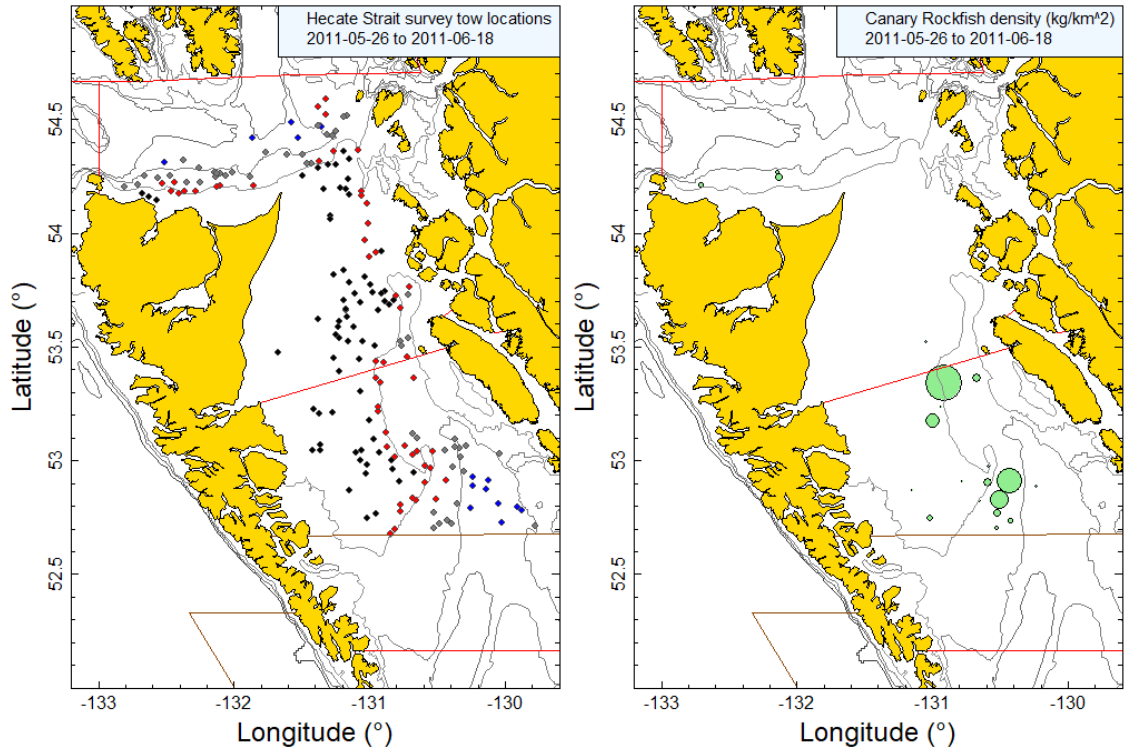 Hecate Strait survey tow locations
2011-05-26 to 2011-06-18
Latitude (°)
54.5
54
53.5
53
52.5
-133
-132
-131
-130
Longitude (°)
Canary Rockfish density (kg/km^2)
2011-05-26 to 2011-06-18
Latitude (°)
54.5
54
53.5
53
52.5
-133
-132
-131
-130
Longitude (°)